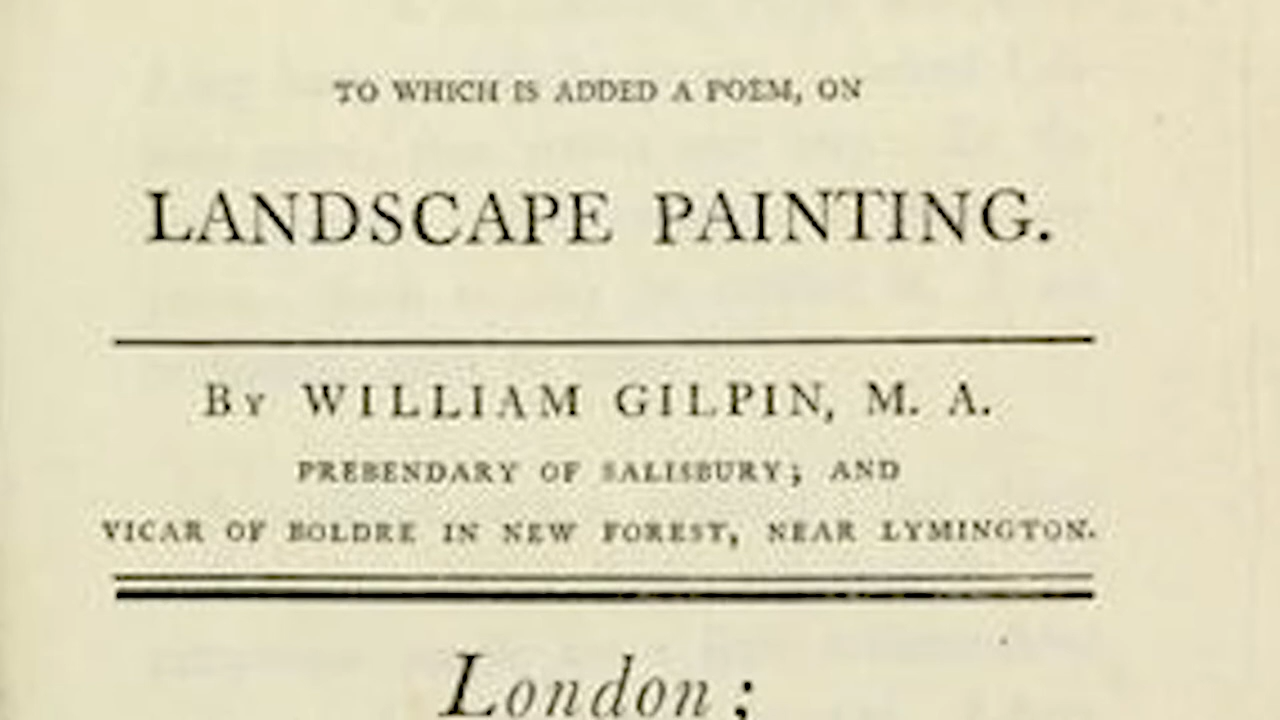 TO WHICH IS ADDED A POEM, ON
LANDSCAPE PAINTING.
By WILLIAM GILPIN, M. A.
PREBENDARY OF SALISBURY; AND
VICAR OF BOLDRE IN NEW FOREST, NEAR LYMINGTON.
London;